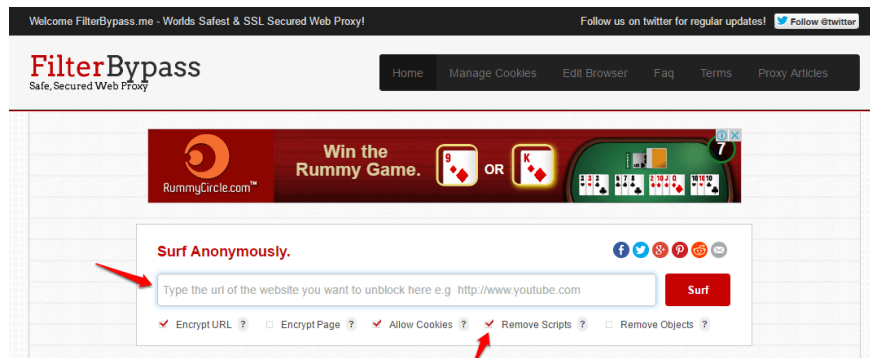 Welcome FilterBypass.me - Worlds Safest & SSL Secured Web Proxy!
Follow us on twitter for regular updates! Follow @twitter
FilterBypass
Safe, Secured Web Proxy
Home Manage Cookies Edit Browser Faq Terms Proxy Articles
RummyCircle.com™
Win the
Rummy Game.
9 OR K
7
Surf Anonymously.
Type the url of the website you want to unblock here e.g http://www.youtube.com
Surf
Encrypt URL ? Encrypt Page ? Allow Cookies ? Remove Scripts ? Remove Objects ?